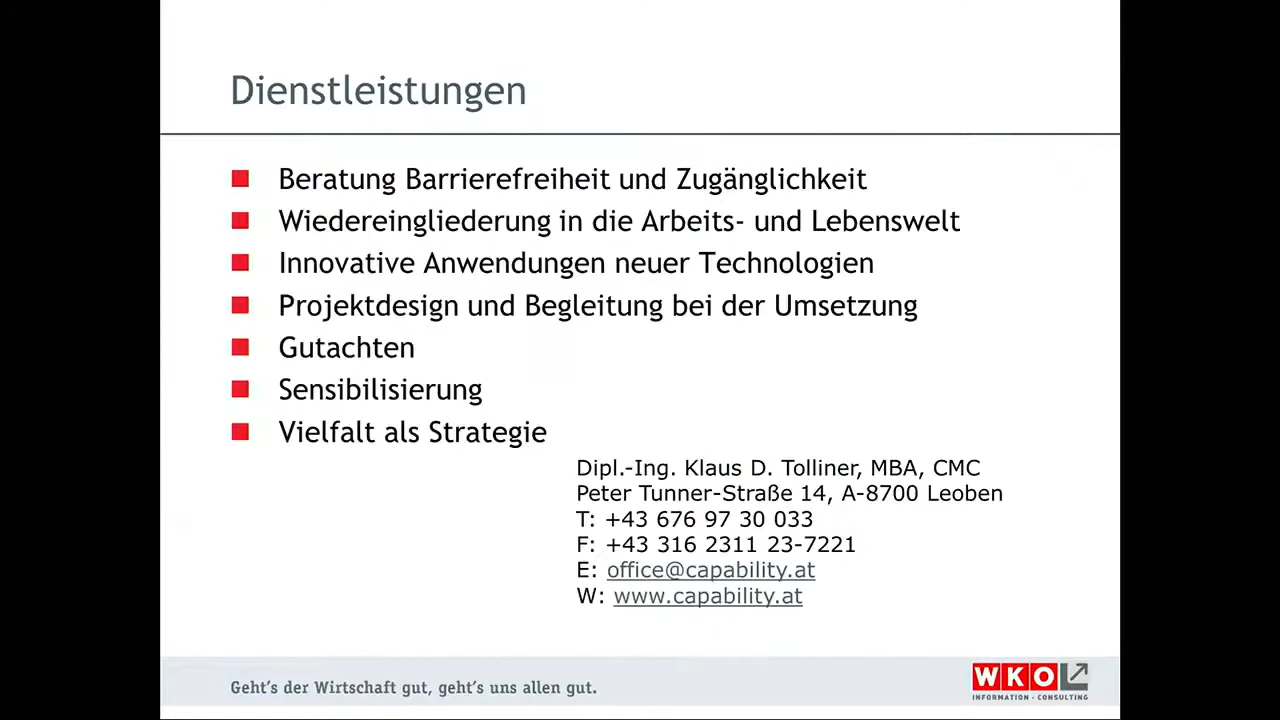 Dienstleistungen
Beratung Barrierefreiheit und Zugänglichkeit
Wiedereingliederung in die Arbeits- und Lebenswelt
Innovative Anwendungen neuer Technologien
Projektdesign und Begleitung bei der Umsetzung
Gutachten
Sensibilisierung
Vielfalt als Strategie
Dipl.-Ing. Klaus D. Tolliner, MBA, CMC
Peter Tunner-Straße 14, A-8700 Leoben
T: +43 676 97 30 033
F: +43 316 2311 23-7221
E: office@capability.at
W: www.capability.at
Geht's der Wirtschaft gut, geht's uns allen gut.
WKO
INFORMATION · CONSULTING